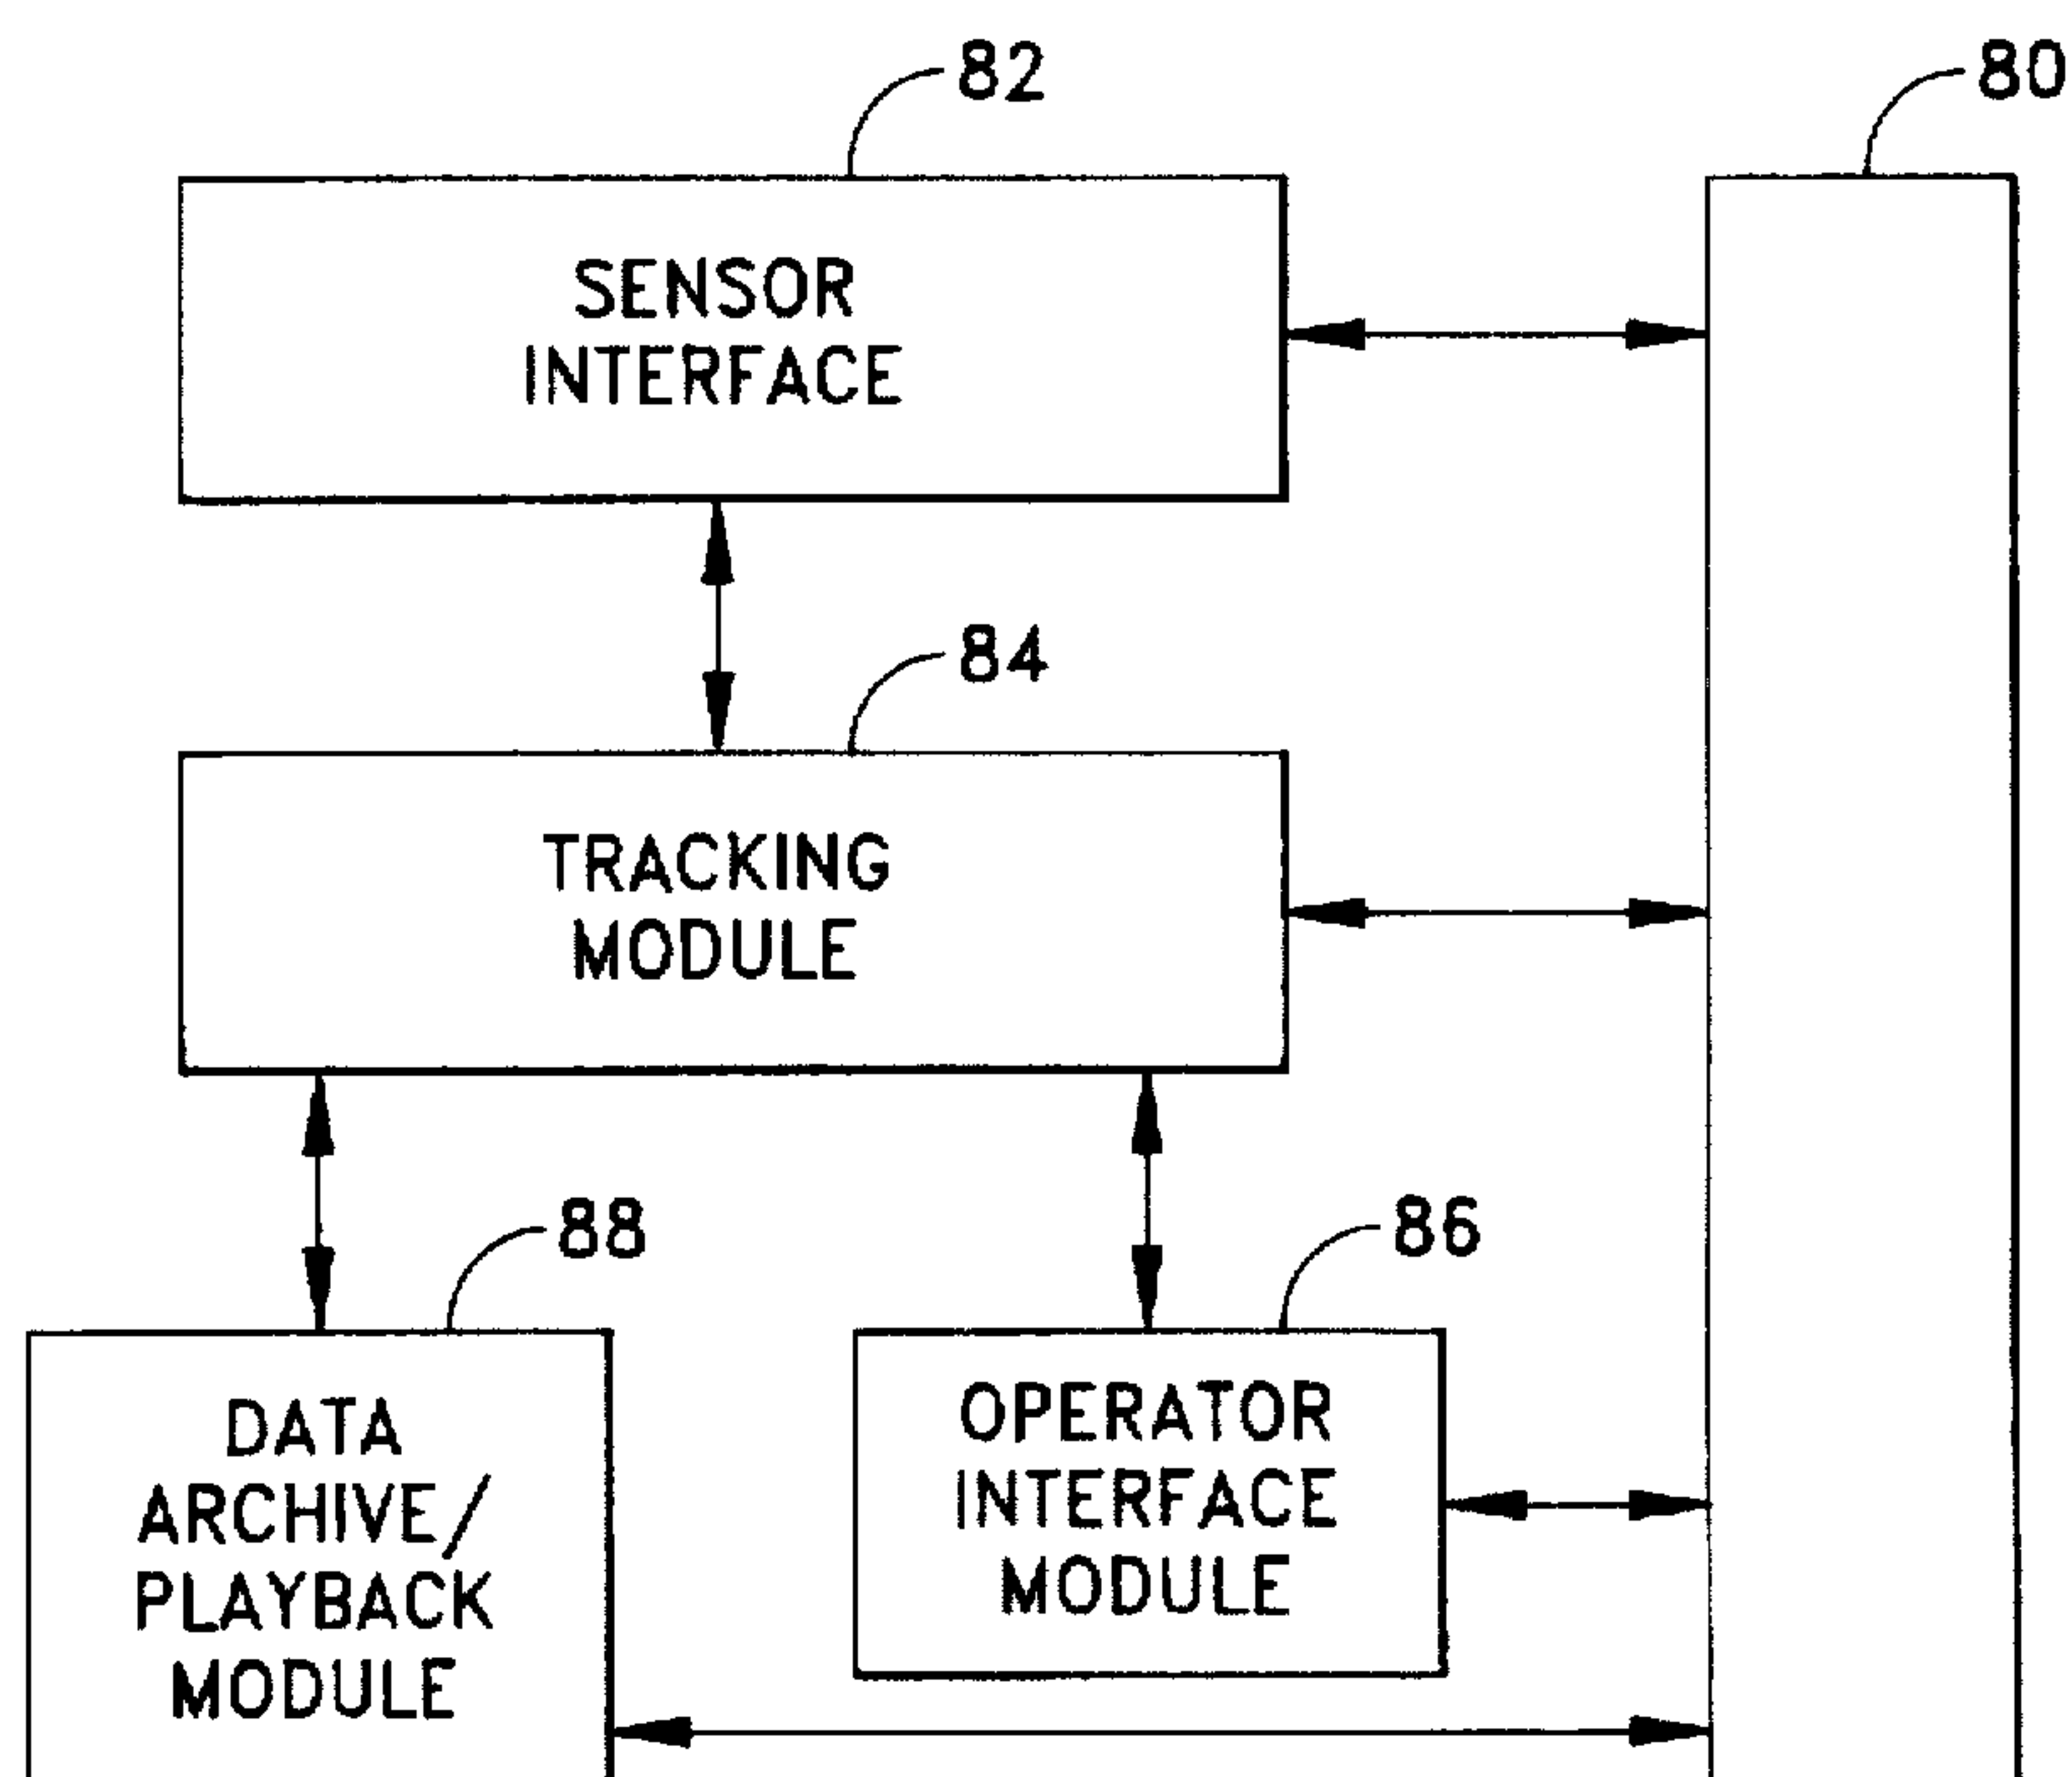 82
80
SENSOR
INTERFACE
84
TRACKING
MODULE
88
86
DATA
ARCHIVE/
PLAYBACK
MODULE
OPERATOR
INTERFACE
MODULE